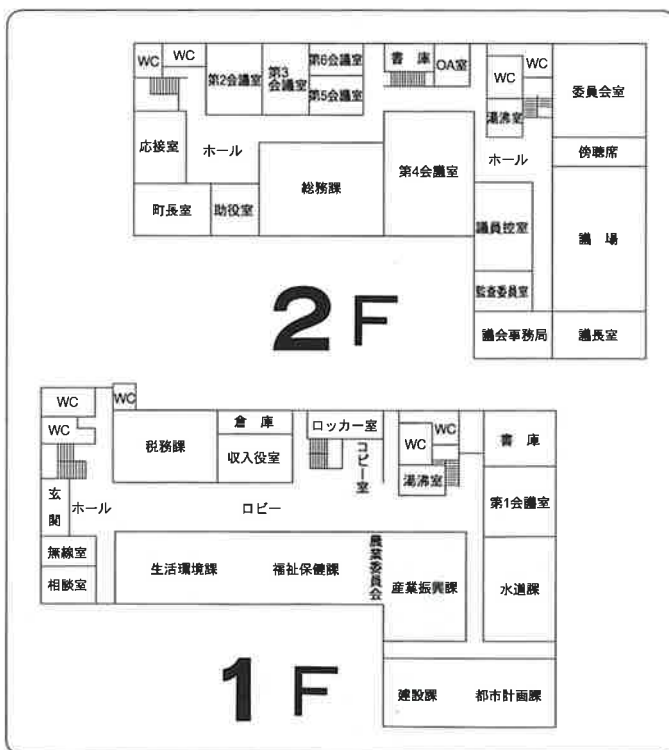 WC
WC
第2会議室
第3
会議室
第6会議室
第5会議室
書 庫
OA室
WC
WC
湯沸室
委員会室
応接室
ホール
総務課
第4会議室
ホール
傍聴席
町長室
助役室
議員控室
議 場
監査委員室
議会事務局
議長室
2F
WC
WC
WC
税務課
倉 庫
収入役室
ロッカー室
コピー室
WC
WC
湯沸室
書 庫
第1会議室
玄関
ホール
ロビー
無線室
相談室
生活環境課
福祉保健課
農業委員会
産業振興課
水道課
建設課
都市計画課
1F